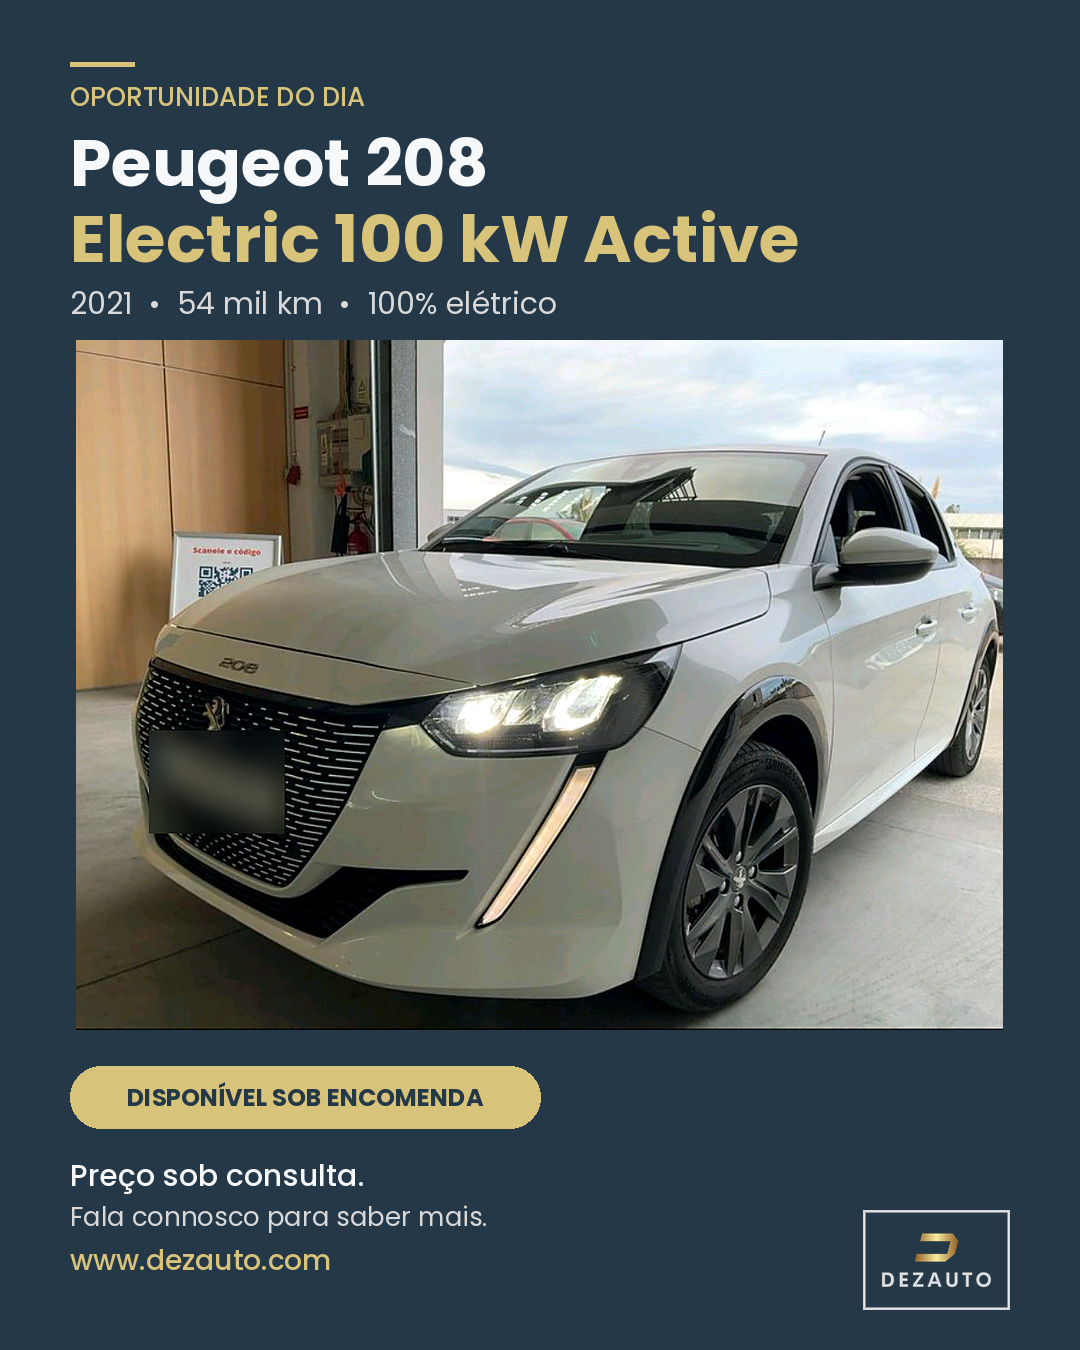 OPORTUNIDADE DO DIA
Peugeot 208
Electric 100 kW Active
2021 • 54 mil km • 100% elétrico
Scaneie o código
208
DISPONÍVEL SOB ENCOMENDA
Preço sob consulta.
Fala connosco para saber mais.
www.dezauto.com
DEZAUTO